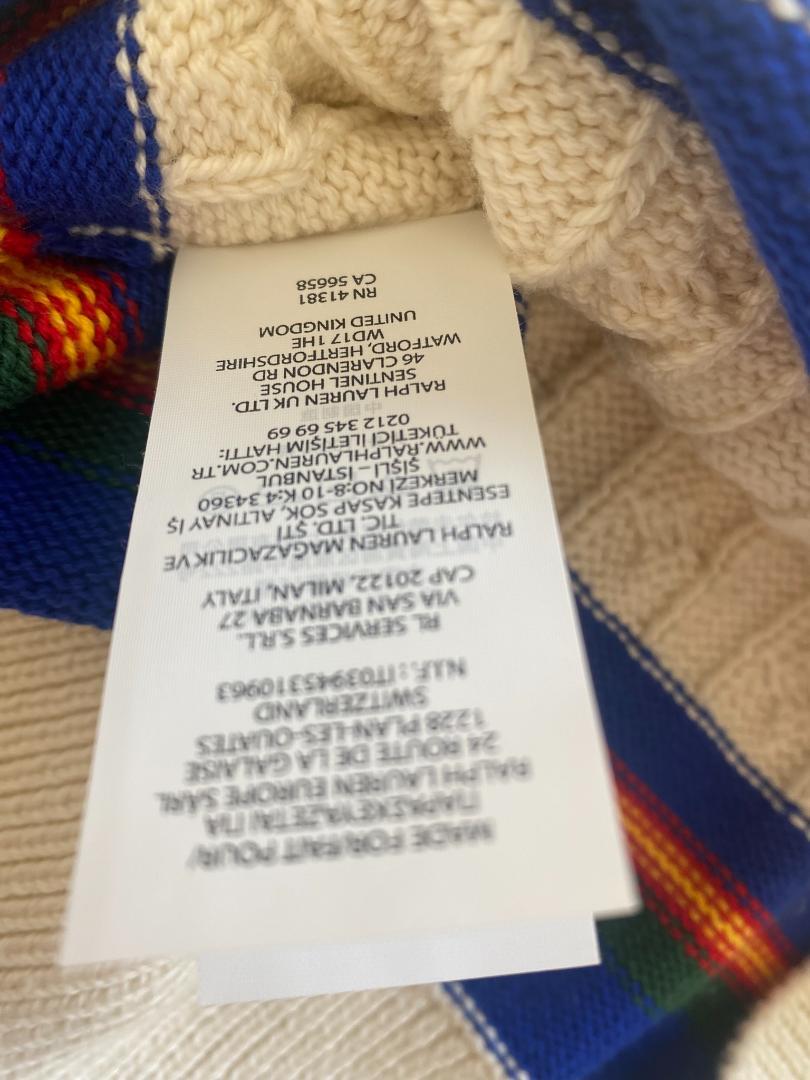 MADE FOR/FAIT POUR/
ΠΑΡΑΣΚΕΥΑΖΕΤΑΙ ΓΙΑ
RALPH LAUREN EUROPE SÀRL
24 ROUTE DE LA GALAISE
1228 PLAN-LES-OUATES
SWITZERLAND
N.I.F. : IT03945310963
RL SERVICES S.R.L.
VIA SAN BARNABA 27
CAP 20122, MILAN, ITALY
RALPH LAUREN MAĞAZACILIK VE
TİC. LTD. ŞTİ
ESENTEPE KASAP SOK, ALTINAY İŞ
MERKEZİ NO:8-10 K:4 34360
ŞİŞLİ – İSTANBUL
WWW.RALPHLAUREN.COM.TR
TÜKETİCİ İLETİŞİM HATTI:
0212 345 69 69
RALPH LAUREN UK LTD.
SENTINEL HOUSE
46 CLARENDON RD
WATFORD, HERTFORDSHIRE
WD17 1HE
UNITED KINGDOM
RN 41381
CA 56658